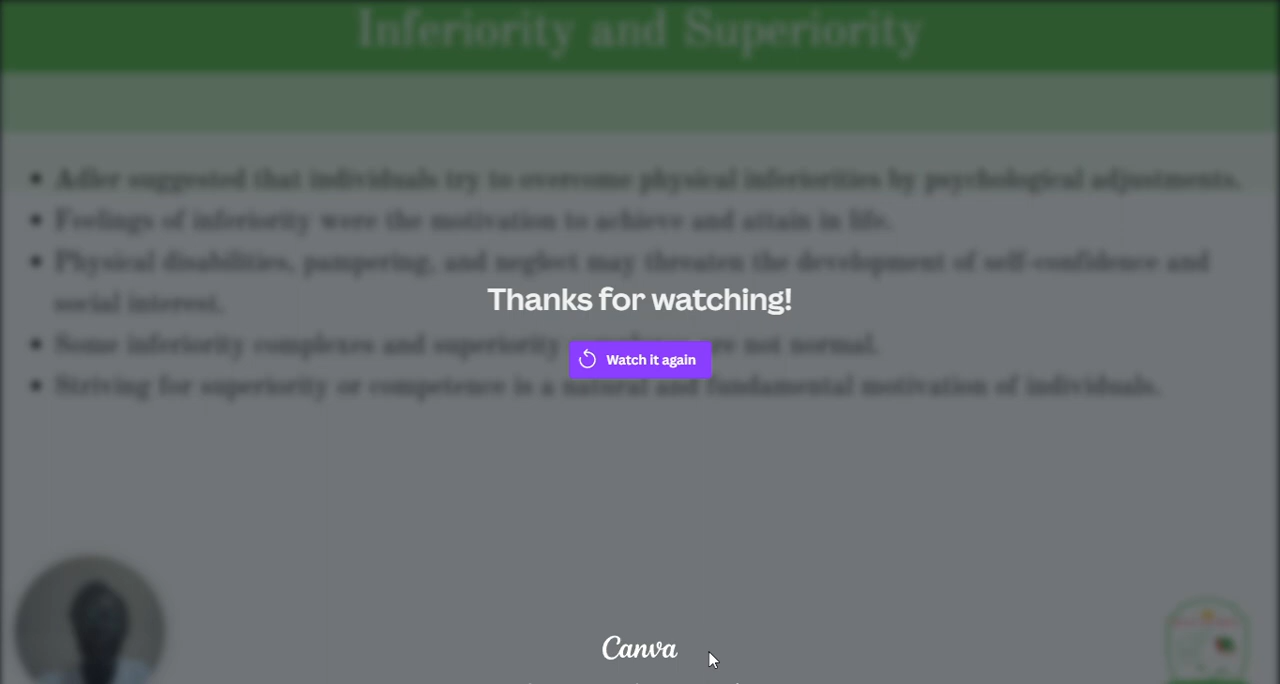 Inferiority and Superiority
• Adler suggested that individuals try to overcome physical inferiorities by psychological adjustments.
• Feelings of inferiority were the motivation to achieve and attain in life.
• Physical disabilities, pampering, and neglect may threaten the development of self-confidence and
social interest.
Thanks for watching!
• Some inferiority complexes and superiority are not normal.
Watch it again
• Striving for superiority or competence is a natural and fundamental motivation of individuals.
Canva